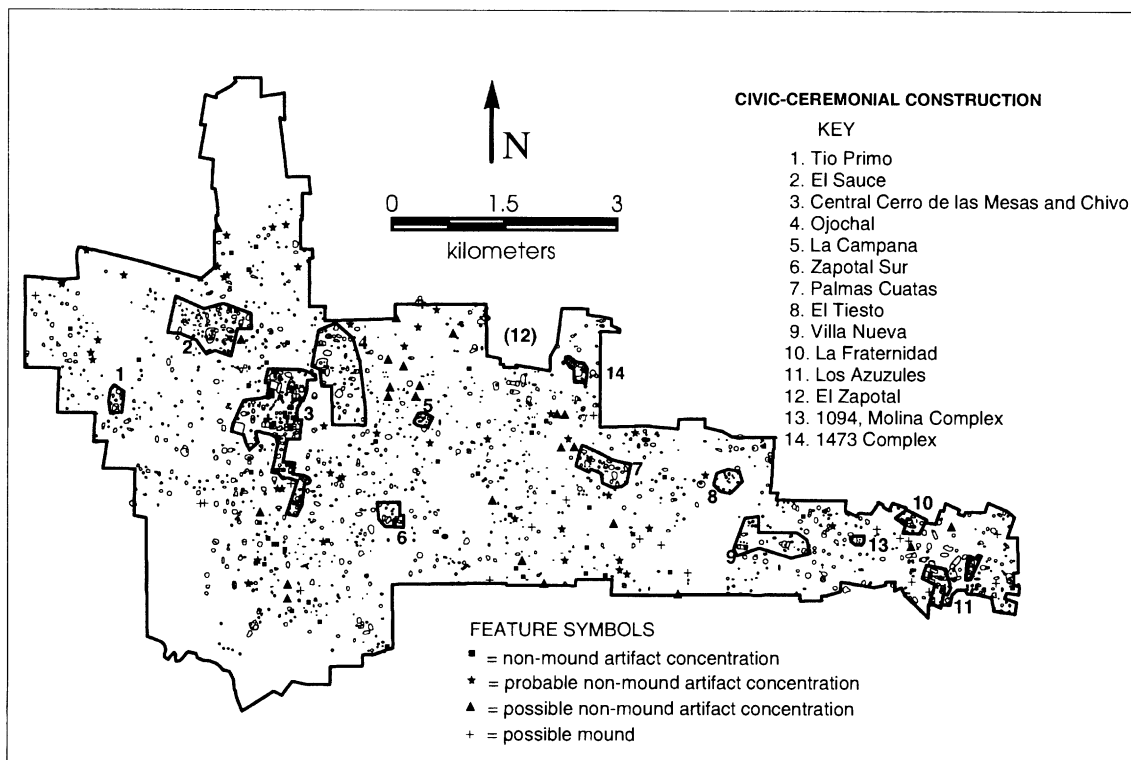 CIVIC-CEREMONIAL CONSTRUCTION
KEY
1. Tio Primo
2. El Sauce
3. Central Cerro de las Mesas and Chivo
4. Ojochal
5. La Campana
6. Zapotal Sur
7. Palmas Cuatas
8. El Tiesto
9. Villa Nueva
10. La Fraternidad
11. Los Azuzules
12. El Zapotal
13. 1094, Molina Complex
14. 1473 Complex
N
0 1.5 3
kilometers
(12)
2
4
14
1
3
5
7
8
10
6
9
13
11
FEATURE SYMBOLS
■ = non-mound artifact concentration
★ = probable non-mound artifact concentration
▲ = possible non-mound artifact concentration
+ = possible mound